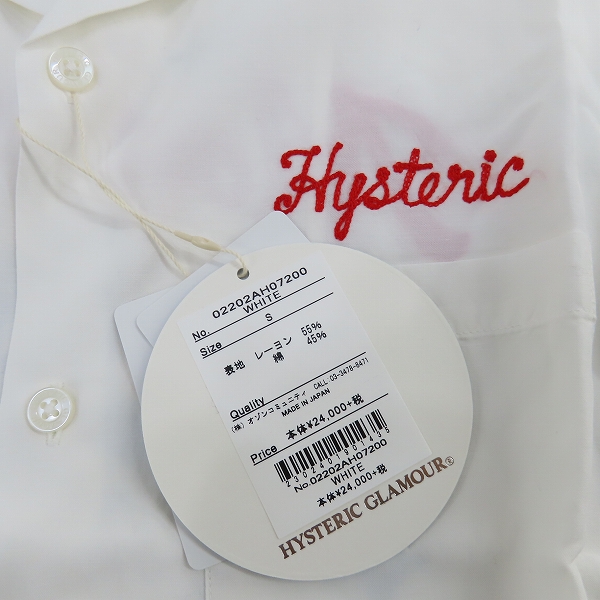 Hysteric
No. 02202AH07200
WHITE
Size S
表地 レーヨン 55%
綿 45%
Quality
(株) オゾンコミュニティ CALL 03-3478-8471
MADE IN JAPAN
本体¥24,000+税
Price
2302401901435
No.02202AH07200
WHITE
本体¥24,000+税
HYSTERIC GLAMOUR®